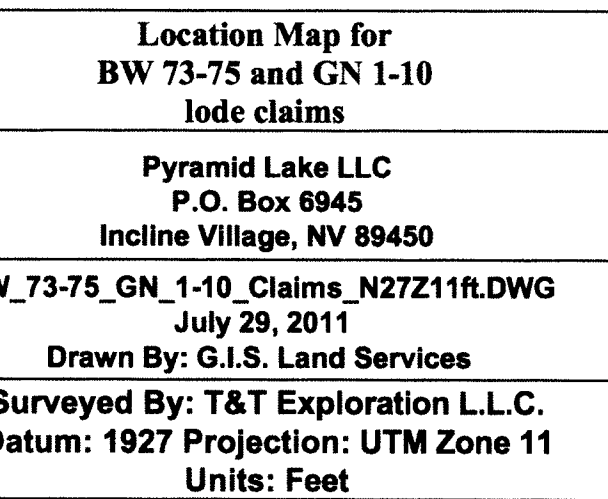 Location Map for
BW 73-75 and GN 1-10
lode claims
Pyramid Lake LLC
P.O. Box 6945
Incline Village, NV 89450
_73-75_GN_1-10_Claims_N27Z11ft.DWG
July 29, 2011
Drawn By: G.I.S. Land Services
Surveyed By: T&T Exploration L.L.C.
Datum: 1927 Projection: UTM Zone 11
Units: Feet